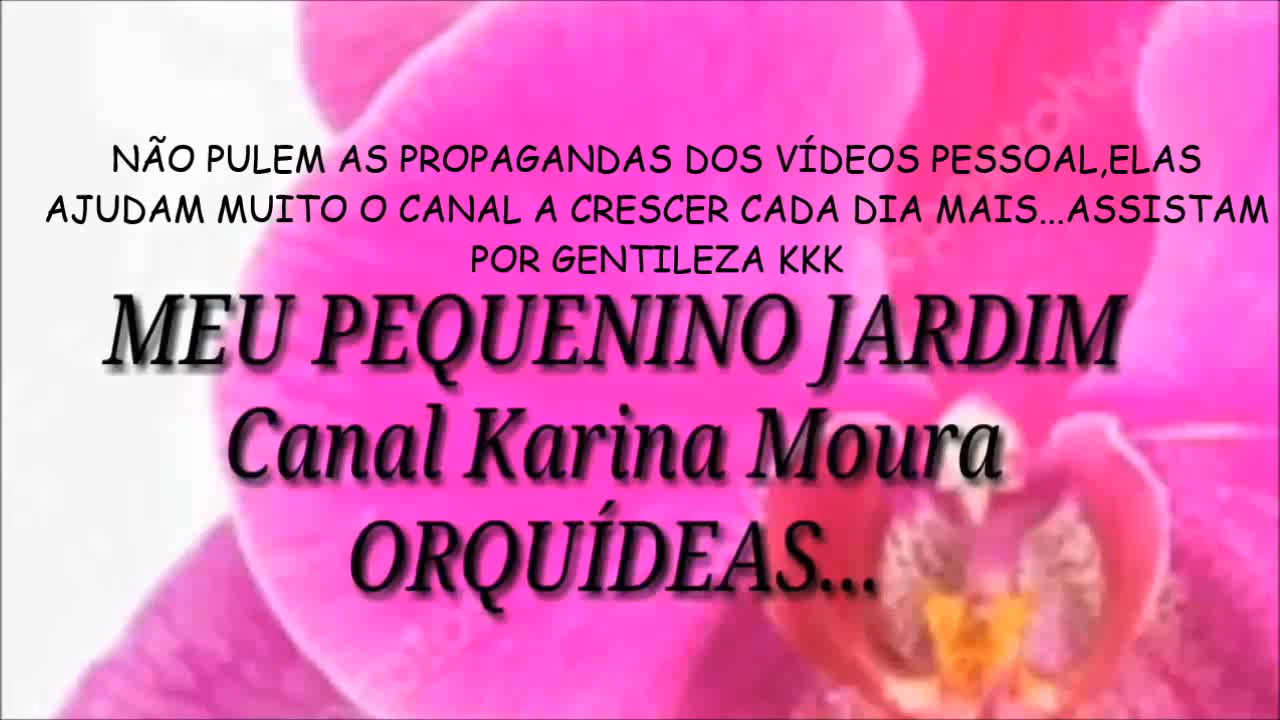 NÃO PULEM AS PROPAGANDAS DOS VÍDEOS PESSOAL,ELAS
AJUDAM MUITO O CANAL A CRESCER CADA DIA MAIS...ASSISTAM
POR GENTILEZA KKK
MEU PEQUENINO JARDIM
Canal Karina Moura
ORQUÍDEAS...